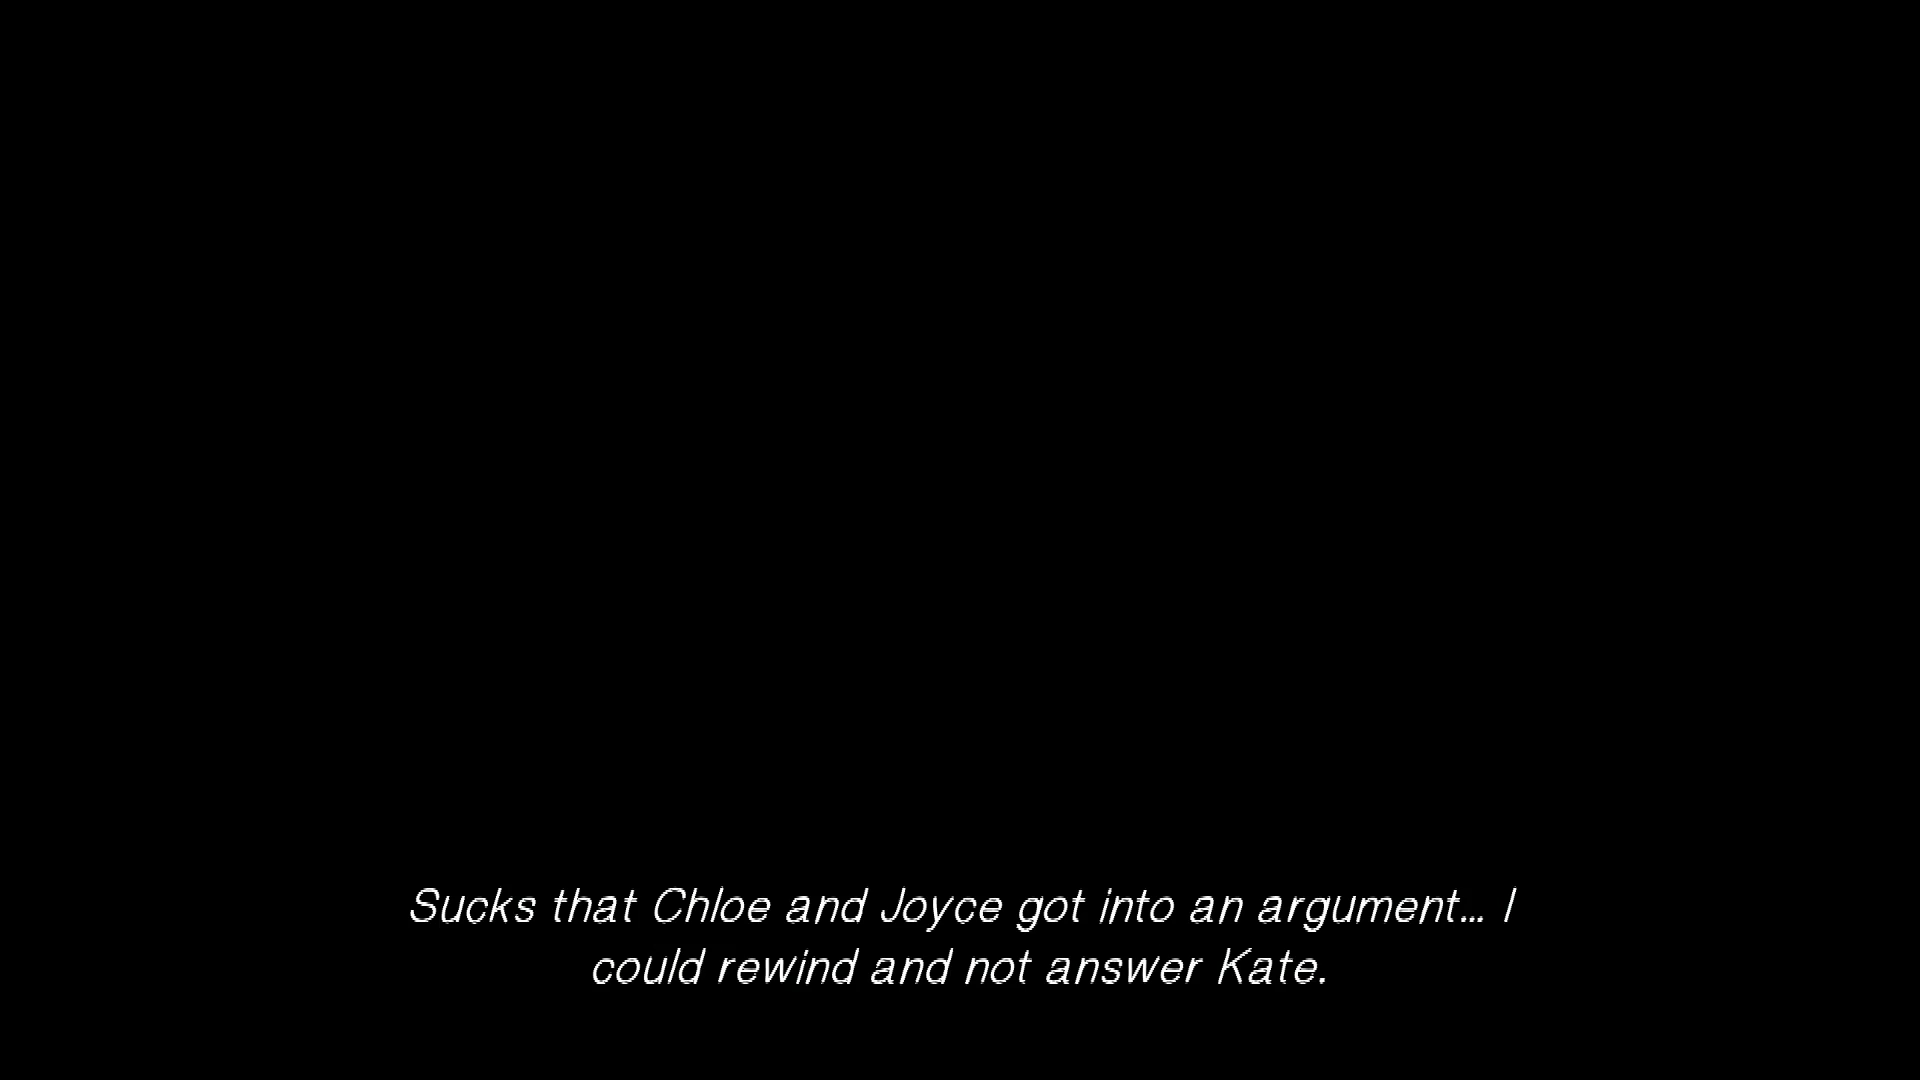 Sucks that Chloe and Joyce got into an argument... I
could rewind and not answer Kate.